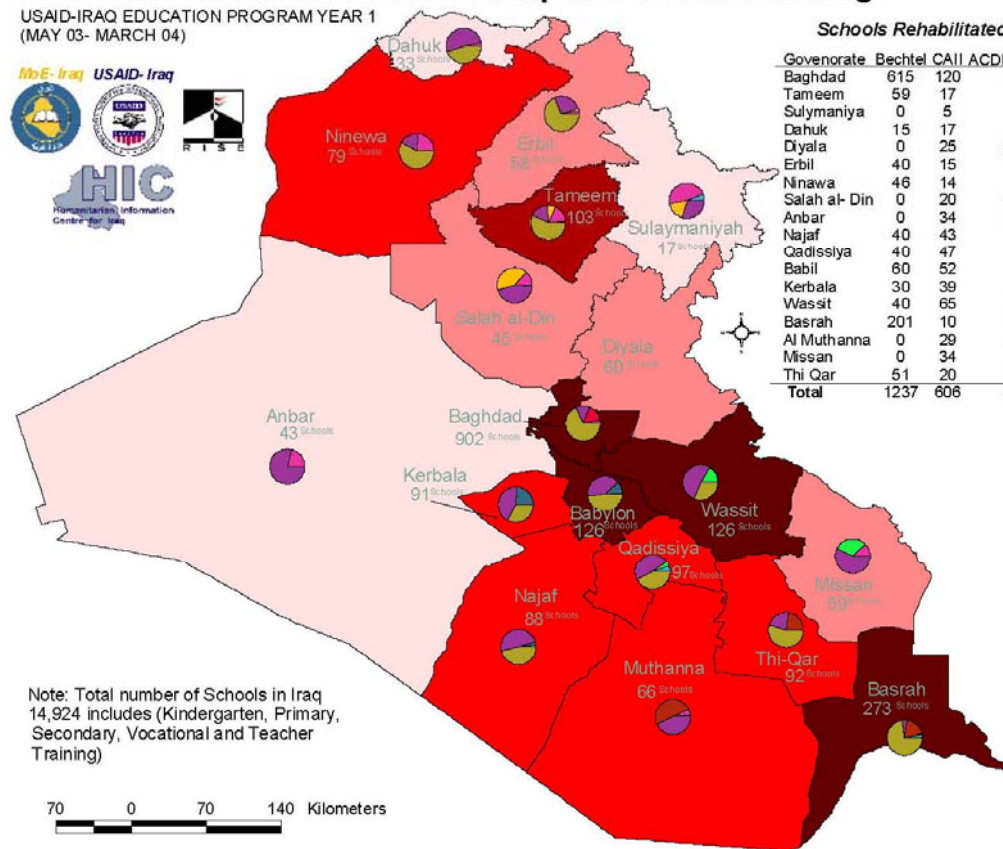 USAID-IRAQ EDUCATION PROGRAM YEAR 1
(MAY 03- MARCH 04)
MoE- Iraq USAID- Iraq
USAID
RISE
HIC
Humanitarian Information
Centre for Iraq
Schools Rehabilitated
Govenorate Bechtel CAII
Baghdad 615 120
Tameem 59 17
Sulymaniya 0 5
Dahuk 15 17
Diyala 0 25
Erbil 40 15
Ninawa 46 14
Salah al- Din 0 20
Anbar 0 34
Najaf 40 43
Qadissiya 40 47
Babil 60 52
Kerbala 30 39
Wassit 40 65
Basrah 201 10
Al Muthanna 0 29
Missan 0 34
Thi Qar 51 20
Total 1237 606
Dahuk
33 Schools
Ninewa
79 Schools
Erbil
58 Schools
Tameem
103 Schools
Sulaymaniyah
17 Schools
Salah al-Din
45 Schools
Diyala
60 Schools
Anbar
43 Schools
Baghdad
902 Schools
Kerbala
91 Schools
Babylon
126 Schools
Wassit
126 Schools
Qadissiya
97 Schools
Missan
59 Schools
Najaf
88 Schools
Muthanna
66 Schools
Thi-Qar
92 Schools
Basrah
273 Schools
Note: Total number of Schools in Iraq
14,924 includes (Kindergarten, Primary,
Secondary, Vocational and Teacher
Training)
70 0 70 140 Kilometers